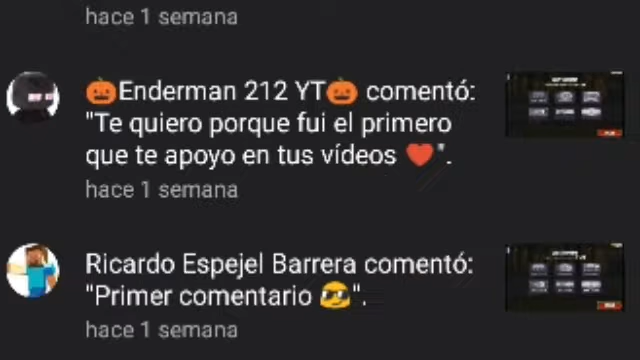 hace 1 semana
🎃Enderman 212 YT🎃 comentó:
"Te quiero porque fui el primero
que te apoyo en tus vídeos ❤️".
hace 1 semana
Ricardo Espejel Barrera comentó:
"Primer comentario 😎".
hace 1 semana